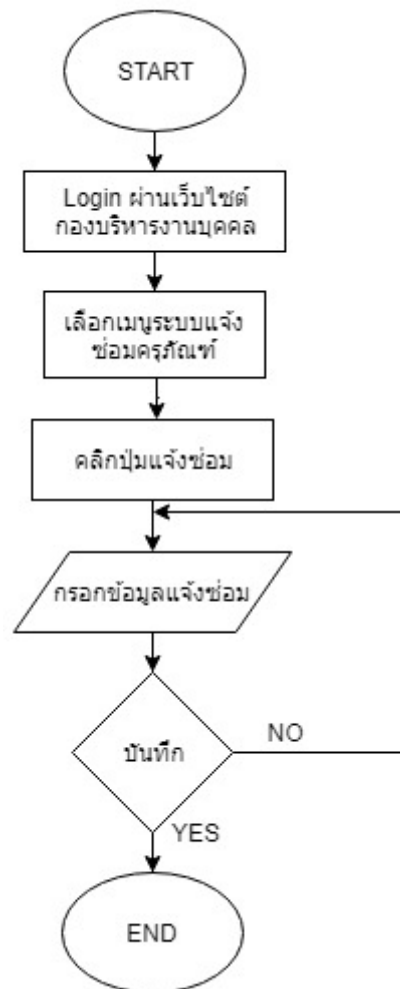 START
Login ผ่านเว็บไซต์
กองบริหารงานบุคคล
เลือกเมนูระบบแจ้ง
ซ่อมครุภัณฑ์
คลิกปุ่มแจ้งซ่อม
กรอกข้อมูลแจ้งซ่อม
บันทึก
NO
YES
END